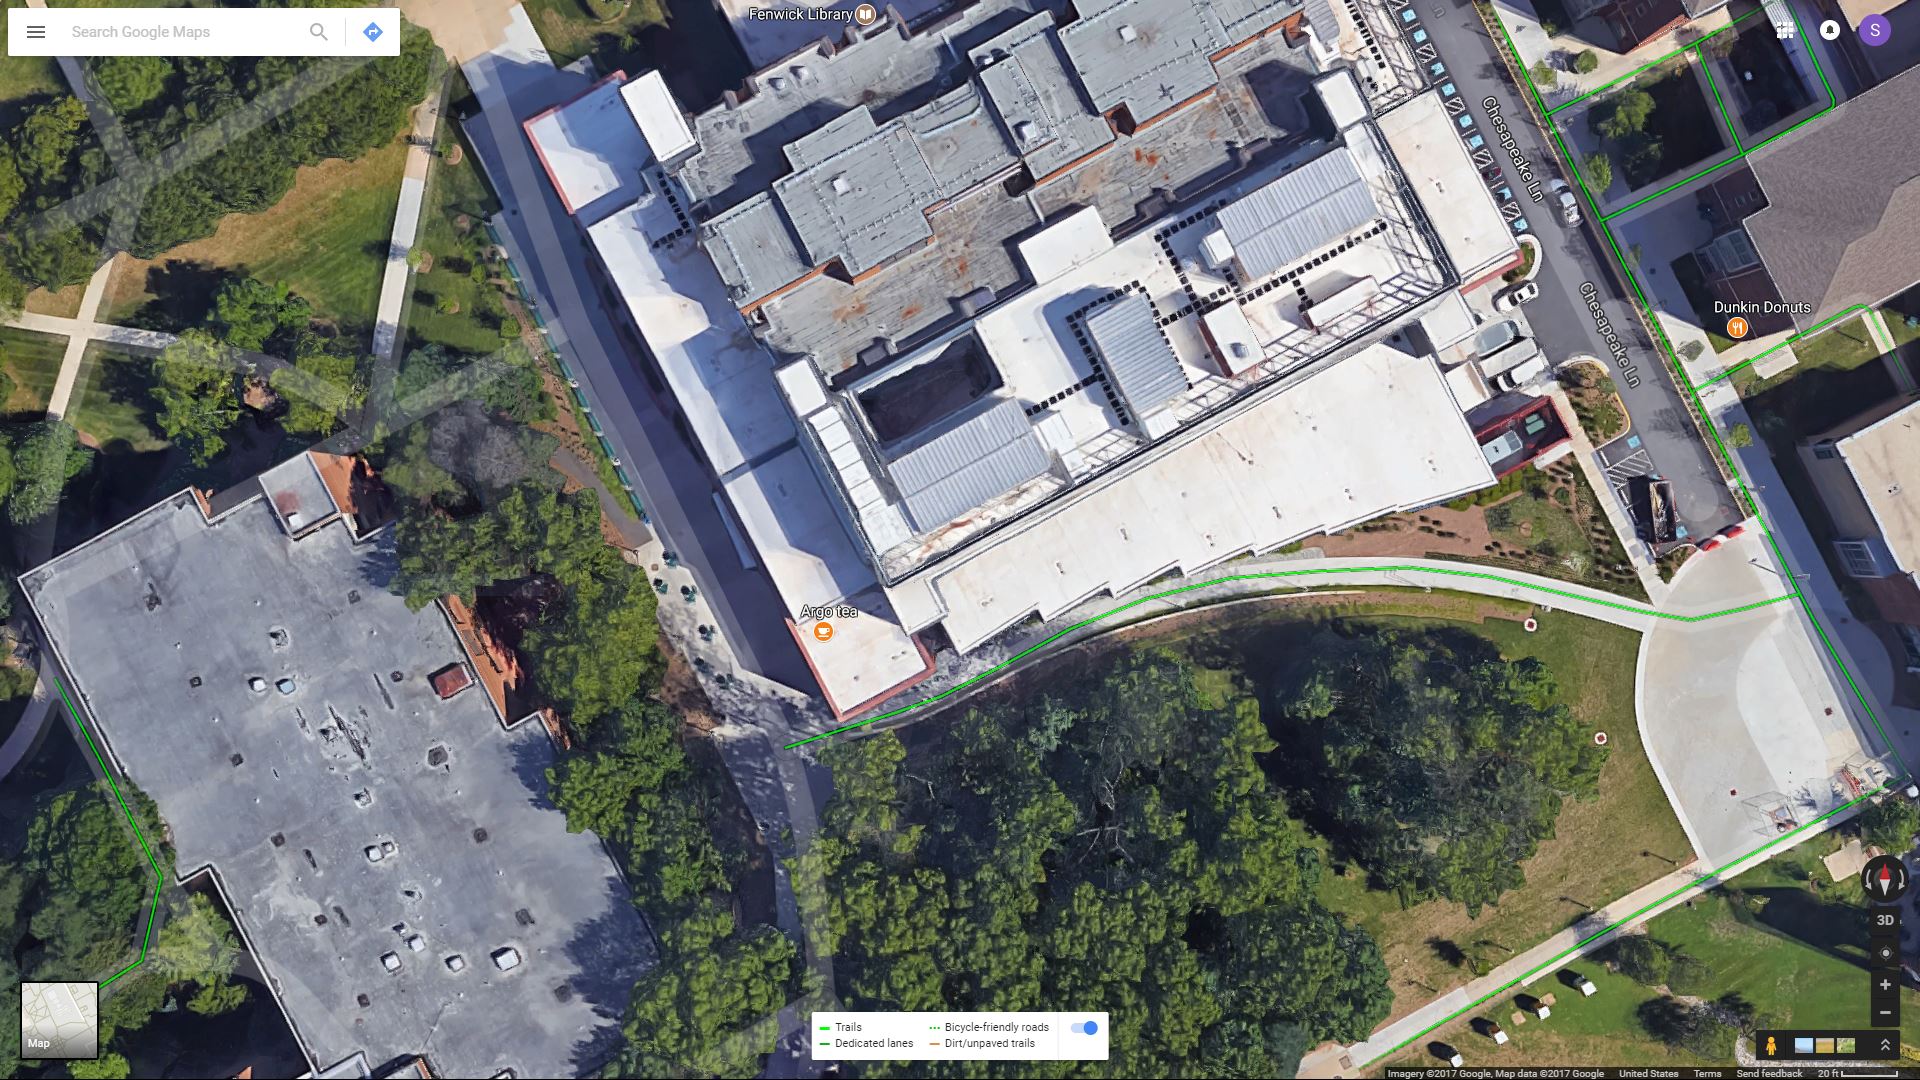 Fenwick Library
Search Google Maps
S
Ln
Chesapeake Ln
Chesapeake Ln
Dunkin Donuts
Argo tea
3D
Map
Trails
Bicycle-friendly roads
Dedicated lanes
Dirt/unpaved trails
Imagery ©2017 Google, Map data ©2017 Google United States Terms Send feedback 20 ft